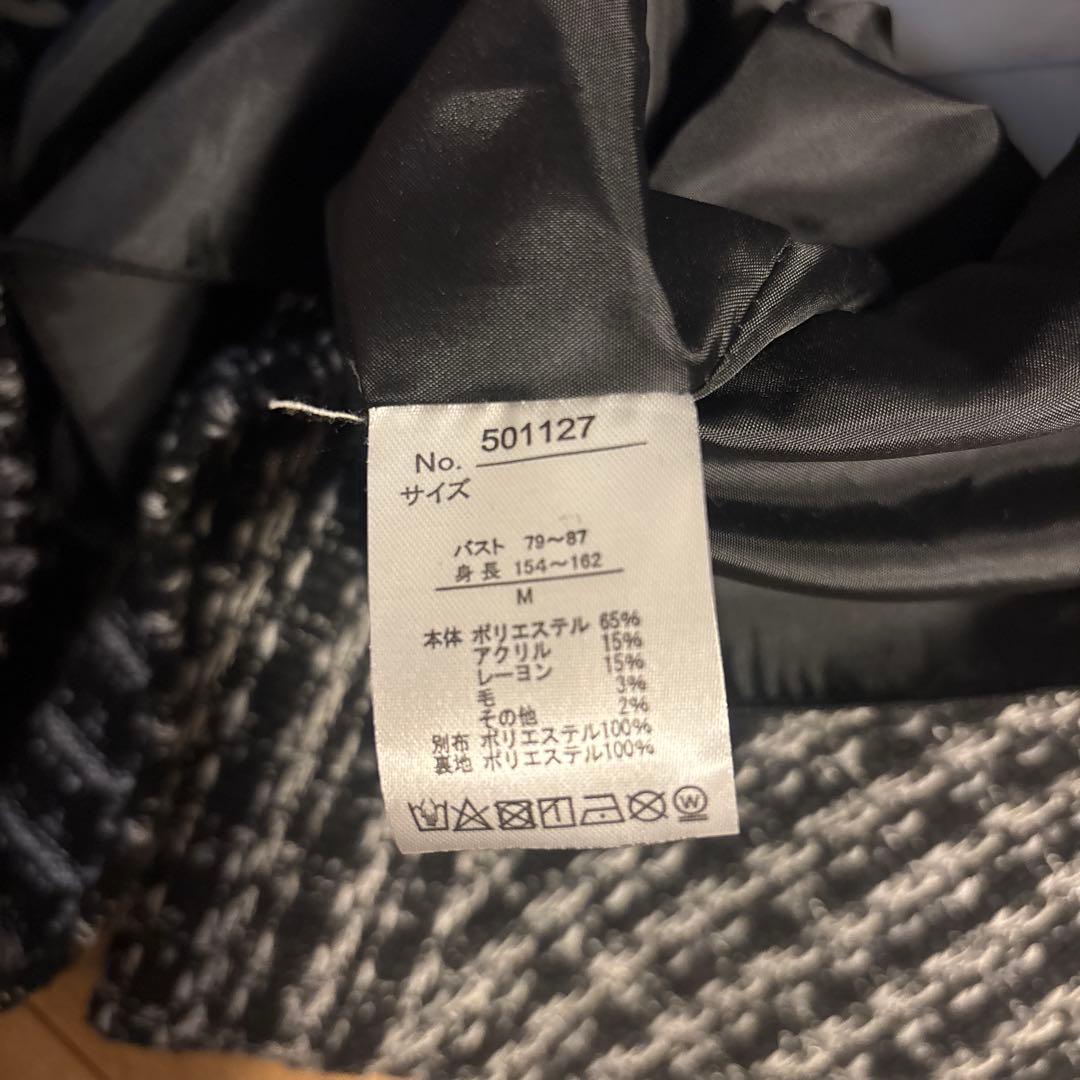 No. 501127
サイズ
バスト 79～87
身長 154～162
M
本体 ポリエステル 65%
アクリル 15%
レーヨン 15%
毛 3%
その他 2%
別布 ポリエステル100%
裏地 ポリエステル100%
W